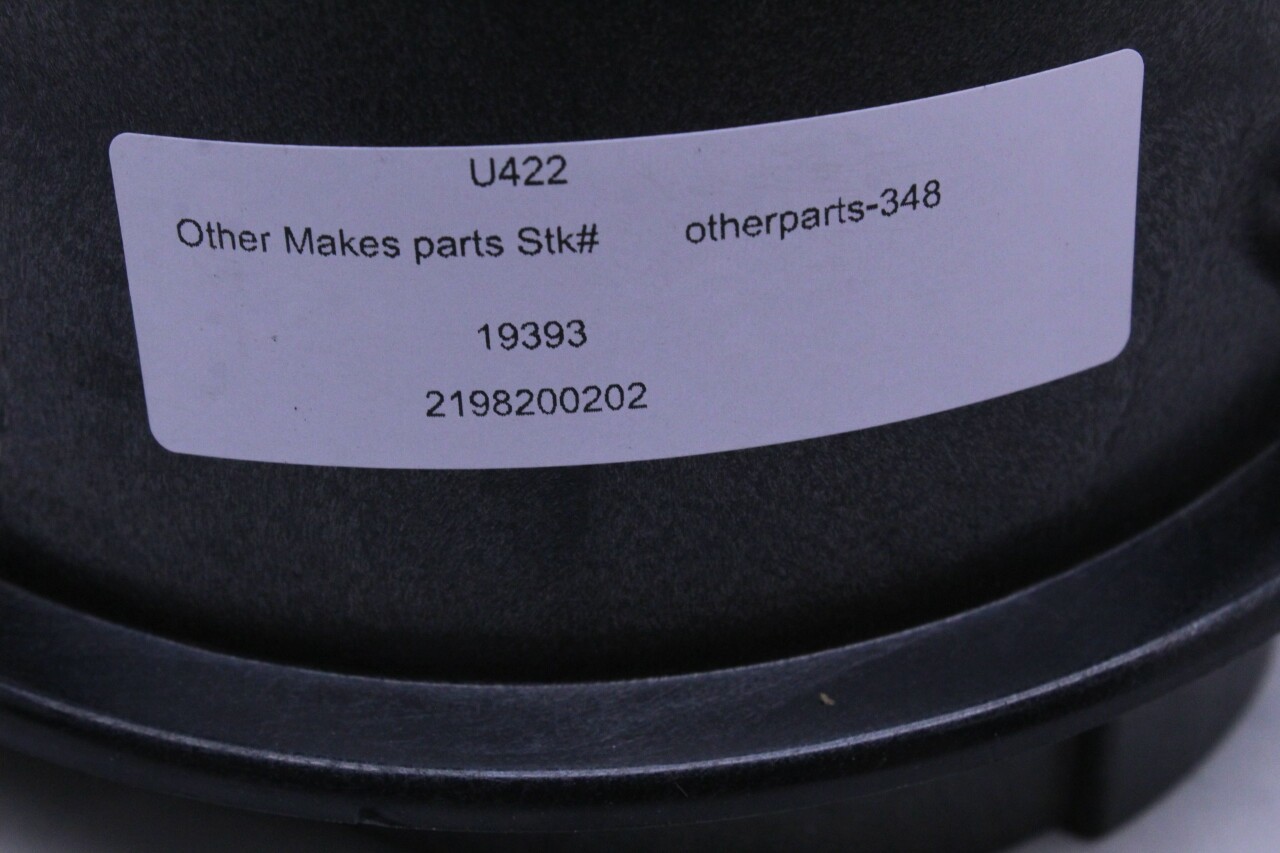 U422
Other Makes parts Stk# otherparts-348
19393
2198200202